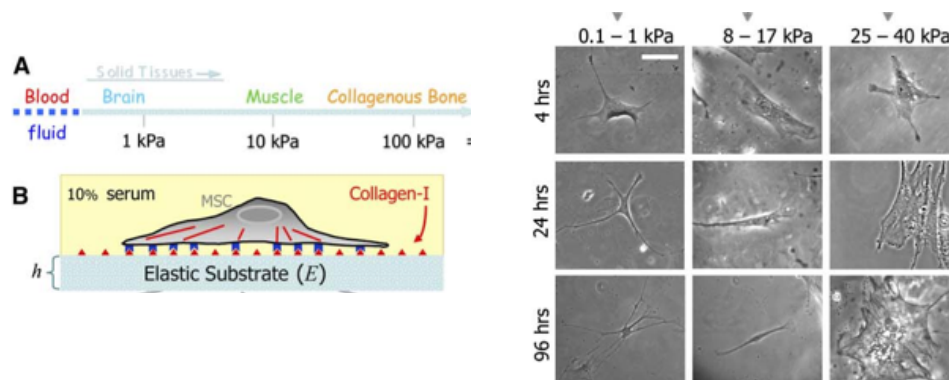 A
Solid Tissues
Blood Brain Muscle Collagenous Bone
fluid
1 kPa 10 kPa 100 kPa
B
10% serum
MSC
Collagen-I
h
Elastic Substrate (E)
0.1 – 1 kPa 8 – 17 kPa 25 – 40 kPa
4 hrs
24 hrs
96 hrs